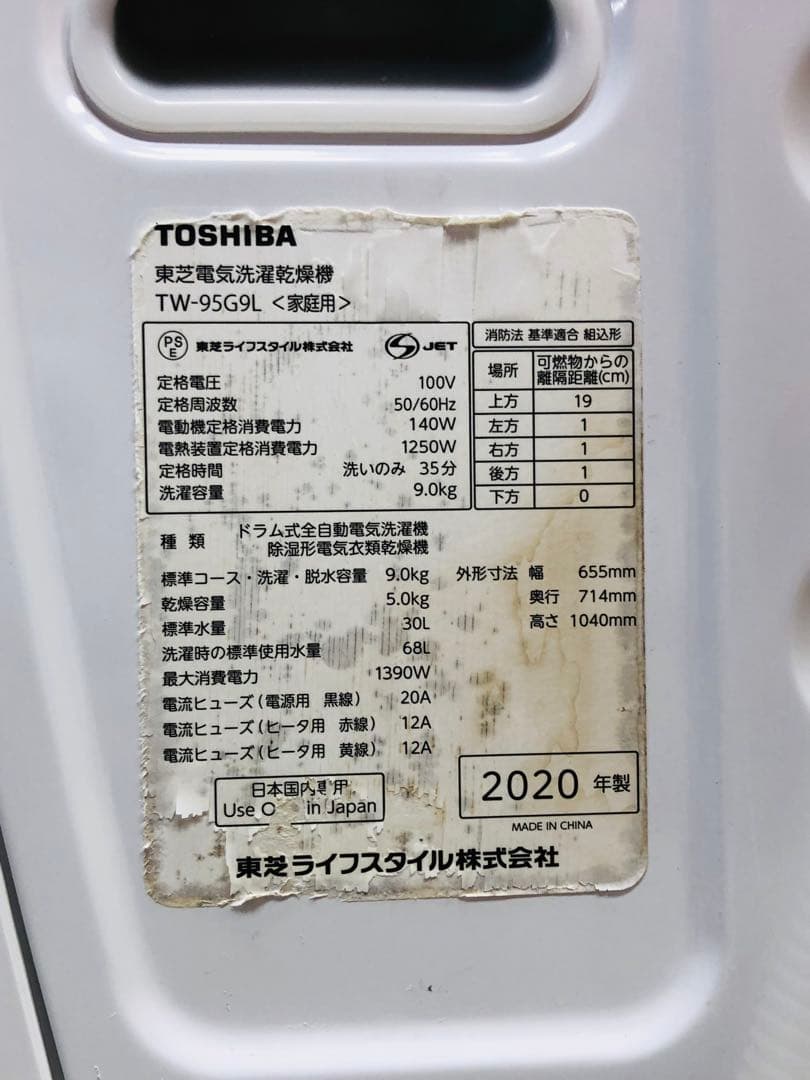 TOSHIBA
東芝電気洗濯乾燥機
TW-95G9L <家庭用>
PS E 東芝ライフスタイル株式会社 S JET
定格電圧 100V
定格周波数 50/60Hz
電動機定格消費電力 140W
電熱装置定格消費電力 1250W
定格時間 洗いのみ 35分
洗濯容量 9.0kg
消防法 基準適合 組込形
場所 可燃物からの離隔距離(cm)
上方 19
左方 1
右方 1
後方 1
下方 0
種類 ドラム式全自動電気洗濯機
除湿形電気衣類乾燥機
標準コース・洗濯・脱水容量 9.0kg
乾燥容量 5.0kg
標準水量 30L
洗濯時の標準使用水量 68L
最大消費電力 1390W
電流ヒューズ(電源用 黒線) 20A
電流ヒューズ(ヒータ用 赤線) 12A
電流ヒューズ(ヒータ用 黄線) 12A
外形寸法 幅 655mm
奥行 714mm
高さ 1040mm
日本国内専用
Use O in Japan
2020 年製
MADE IN CHINA
東芝ライフスタイル株式会社